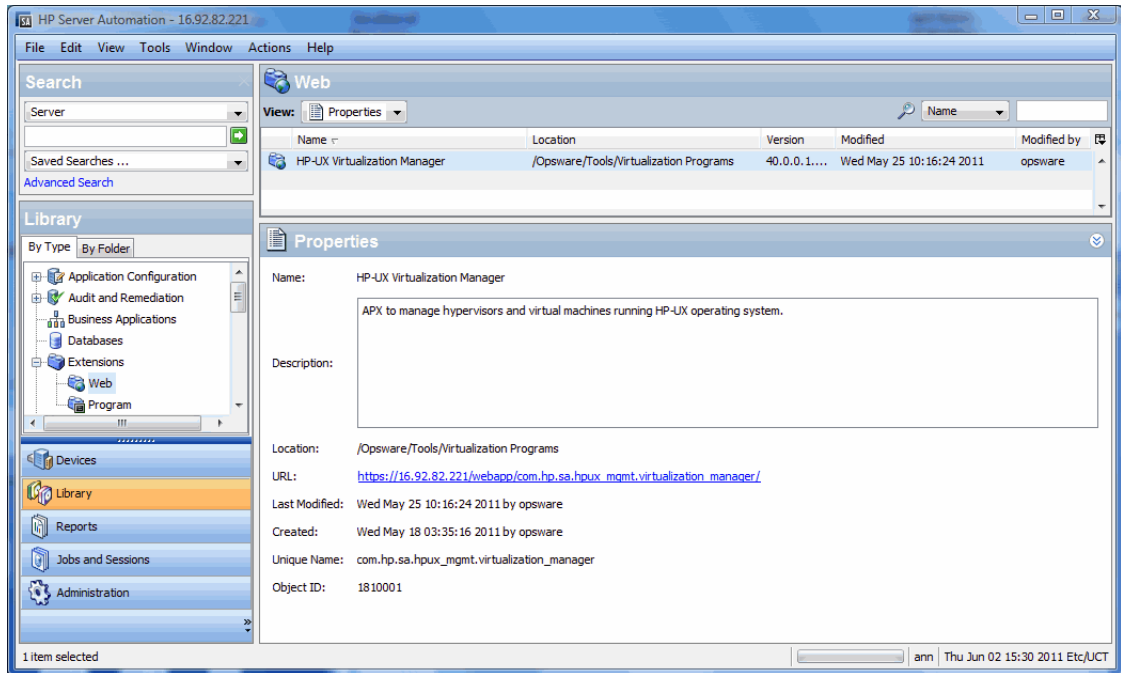 SA HP Server Automation - 16.92.82.221
File Edit View Tools Window Actions Help
Search
Server
Saved Searches ...
Advanced Search
Library
By Type By Folder
Application Configuration
Audit and Remediation
Business Applications
Databases
Extensions
Web
Program
Devices
Library
Reports
Jobs and Sessions
Administration
Web
View: Properties Name
Name Location Version Modified Modified by
HP-UX Virtualization Manager /Opsware/Tools/Virtualization Programs 40.0.0.1.... Wed May 25 10:16:24 2011 opsware
Properties
Name: HP-UX Virtualization Manager
Description: APX to manage hypervisors and virtual machines running HP-UX operating system.
Location: /Opsware/Tools/Virtualization Programs
URL: https://16.92.82.221/webapp/com.hp.sa.hpux_mgmt.virtualization_manager/
Last Modified: Wed May 25 10:16:24 2011 by opsware
Created: Wed May 18 03:35:16 2011 by opsware
Unique Name: com.hp.sa.hpux_mgmt.virtualization_manager
Object ID: 1810001
1 item selected ann Thu Jun 02 15:30 2011 Etc/UCT